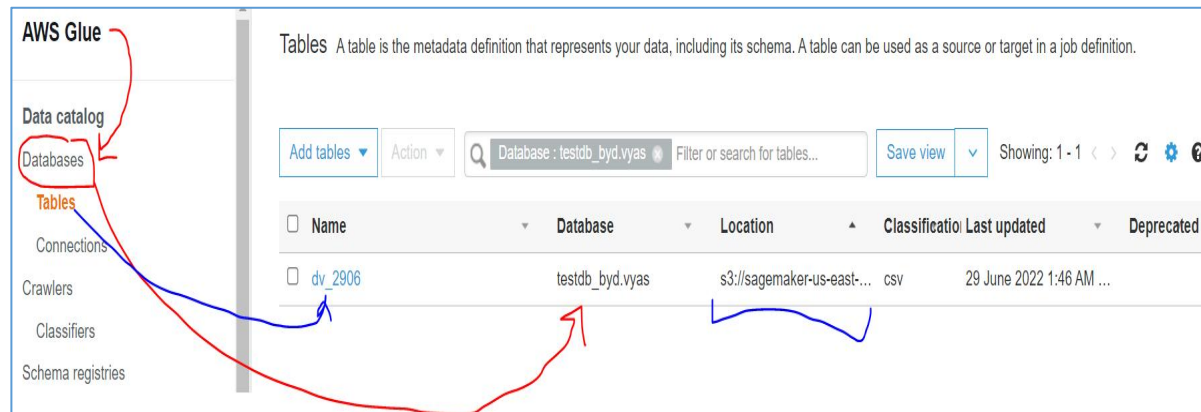 AWS Glue
Tables A table is the metadata definition that represents your data, including its schema. A table can be used as a source or target in a job definition.
Data catalog
Databases
Tables
Connections
Crawlers
Classifiers
Schema registries
Add tables Action Database : testdb_byd.vyas Filter or search for tables... Save view Showing: 1 - 1
Name Database Location Classificatio Last updated Deprecated
dv_2906 testdb_byd.vyas s3://sagemaker-us-east-... csv 29 June 2022 1:46 AM ...